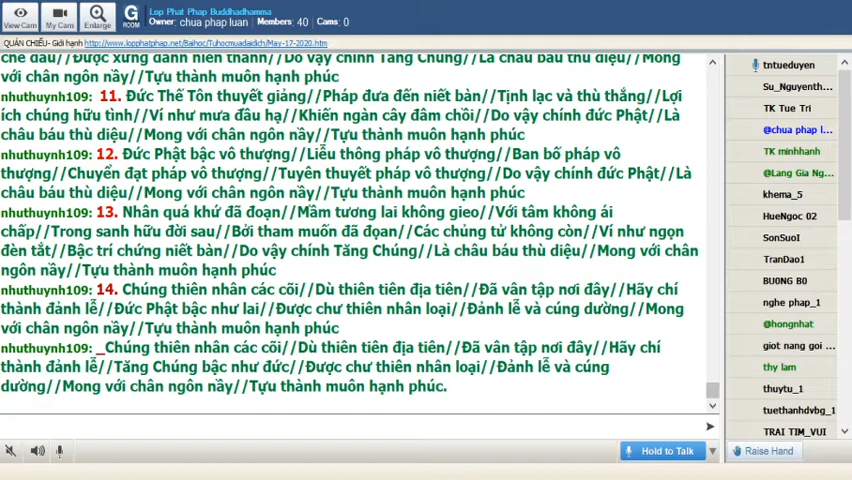 View Cam
My Cams
Enlarge
G
ROOM
Lop Phat Phap Buddhadhamma
Owner: chua phap luan Members: 40 Cams: 0
QUÁN CHIẾU- Giới hạnh http://www.lopphatphap.net/Baihoc/Tuhocmuadaidich/May-17-2020.htm
che đậu//Được xưng danh hiền thánh//Do vậy chính Tăng Chúng//Là châu báu thù diệu//Mong
với chân ngôn nầy//Tựu thành muôn hạnh phúc
nhuthuynh109: 11. Đức Thế Tôn thuyết giảng//Pháp đưa đến niết bàn//Tịnh lạc và thù thắng//Lợi
ích chúng hữu tình//Ví như mưa đầu hạ//Khiến ngàn cây đâm chồi//Do vậy chính đức Phật//Là
châu báu thù diệu//Mong với chân ngôn nầy//Tựu thành muôn hạnh phúc
nhuthuynh109: 12. Đức Phật bậc vô thượng//Liễu thông pháp vô thượng//Ban bố pháp vô
thượng//Chuyển đạt pháp vô thượng//Tuyên thuyết pháp vô thượng//Do vậy chính đức Phật//Là
châu báu thù diệu//Mong với chân ngôn nầy//Tựu thành muôn hạnh phúc
nhuthuynh109: 13. Nhân quá khứ đã đoạn//Mầm tương lai không gieo//Với tâm không ái
chấp//Trong sanh hữu đời sau//Bởi tham muốn đã đọan//Các chủng tử không còn//Ví như ngọn
đèn tắt//Bậc trí chứng niết bàn//Do vậy chính Tăng Chúng//Là châu báu thù diệu//Mong với chân
ngôn nầy//Tựu thành muôn hạnh phúc
nhuthuynh109: 14. Chúng thiên nhân các cõi//Dù thiên tiên địa tiên//Đã vân tập nơi đây//Hãy chí
thành đảnh lễ//Đức Phật bậc như lai//Được chư thiên nhân loại//Đảnh lễ và cúng dường//Mong
với chân ngôn nầy//Tựu thành muôn hạnh phúc
nhuthuynh109: _Chúng thiên nhân các cõi//Dù thiên tiên địa tiên//Đã vân tập nơi đây//Hãy chí
thành đảnh lễ//Tăng Chúng bậc như đức//Được chư thiên nhân loại//Đảnh lễ và cúng
dường//Mong với chân ngôn nầy//Tựu thành muôn hạnh phúc.
Hold to Talk
tntueduyen
Su_Nguyenth...
TK Tue Tri
@chua phap l...
TK minhhanh
@Lang Gia Ng...
khema_5
HueNgoc 02
SonSuoI
TranDao1
BU0NG B0
nghe phap_1
@hongnhat
giot nang goi ...
thy lam
thuytu_1
tuethanhdvbg_1
TRAI TIM_VUI
Raise Hand